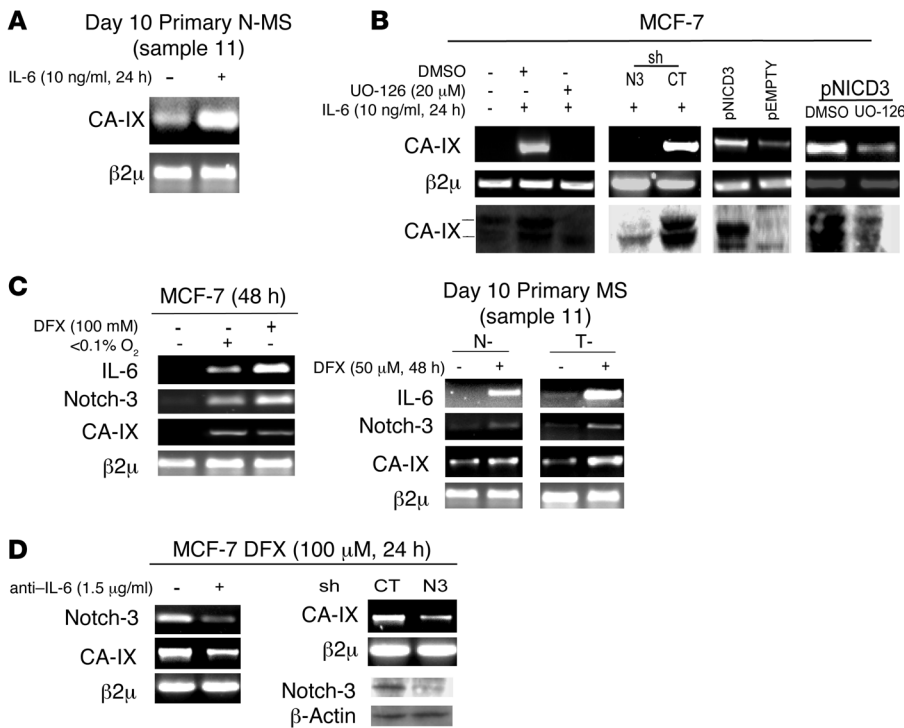 A
Day 10 Primary N-MS
(sample 11)
IL-6 (10 ng/ml, 24 h) - +
CA-IX
β2μ
B
MCF-7
sh
DMSO - + -
UO-126 (20 μM) - - +
IL-6 (10 ng/ml, 24 h) - + +
N3 CT
+ +
pNICD3
pEMPTY
pNICD3
DMSO UO-126
CA-IX
β2μ
CA-IX
C
MCF-7 (48 h)
DFX (100 mM) - - +
<0.1% O2 - + -
IL-6
Notch-3
CA-IX
β2μ
Day 10 Primary MS
(sample 11)
N- T-
DFX (50 μM, 48 h) - + - +
IL-6
Notch-3
CA-IX
β2μ
D
MCF-7 DFX (100 μM, 24 h)
anti–IL-6 (1.5 μg/ml) - +
Notch-3
CA-IX
β2μ
sh CT N3
CA-IX
β2μ
Notch-3
β-Actin